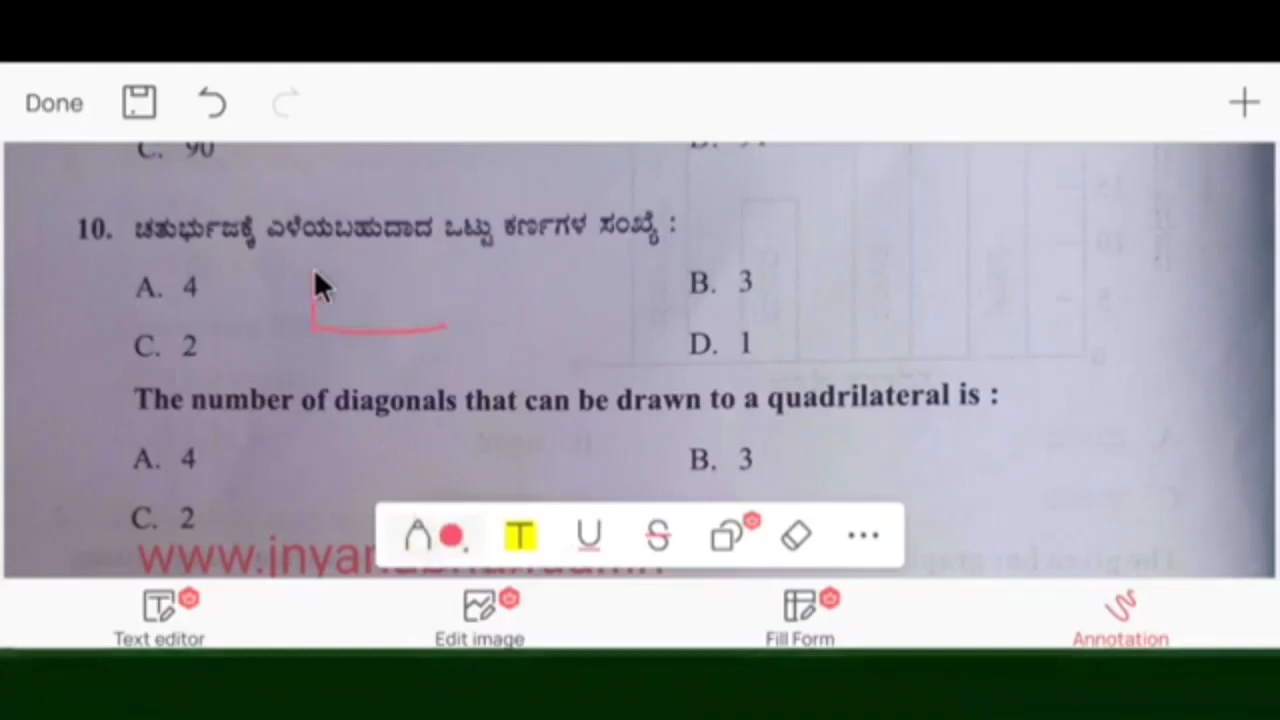 Done
C. 90
10. ಚತುರ್ಭುಜಕ್ಕೆ ಎಳೆಯಬಹುದಾದ ಒಟ್ಟು ಕರ್ಣಗಳ ಸಂಖ್ಯೆ :
A. 4 B. 3
C. 2 D. 1
The number of diagonals that can be drawn to a quadrilateral is :
A. 4 B. 3
C. 2
Text editor Edit image Fill Form Annotation